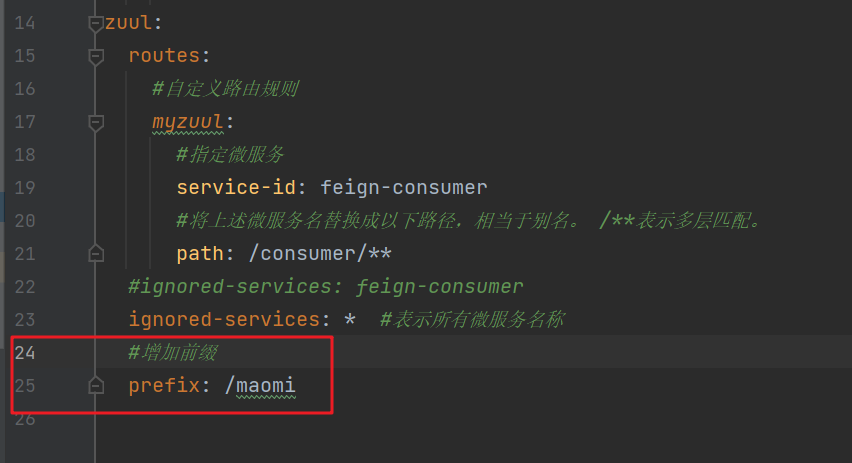 14 zuul:
15 routes:
16 #自定义路由规则
17 myzuul:
18 #指定微服务
19 service-id: feign-consumer
20 #将上述微服务名替换成以下路径，相当于别名。 /**表示多层匹配。
21 path: /consumer/**
22 #ignored-services: feign-consumer
23 ignored-services: * #表示所有微服务名称
24 #增加前缀
25 prefix: /maomi
26